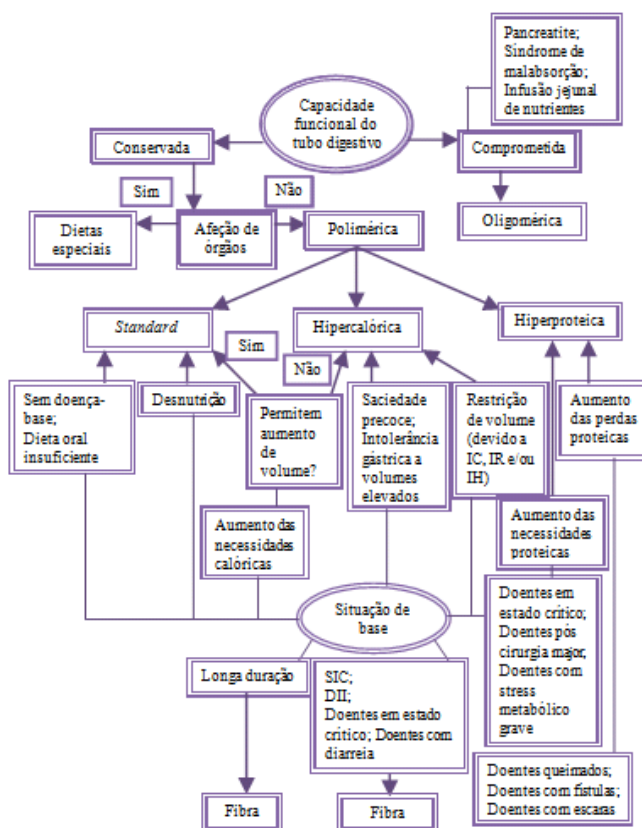 Pancreatite;
Síndrome de
malabsorção;
Infusão jejunal
de nutrientes
Capacidade
funcional do
tubo digestivo
Conservada
Comprometida
Sim
Não
Dietas
especiais
Afeção de
órgãos
Polimérica
Oligomérica
Standard
Hipercalórica
Hiperproteica
Sim
Não
Sem doença-
base;
Dieta oral
insuficiente
Desnutrição
Permitem
aumento
de
volume?
Saciedade
precoce;
Intolerância
gástrica a
volumes
elevados
Restrição
de volume
(devido a
IC, IR e/ou
IH)
Aumento
das perdas
proteicas
Aumento das
necessidades
calóricas
Aumento das
necessidades
proteicas
Situação de
base
Longa duração
SIC;
DII;
Doentes em estado
crítico; Doentes com
diarreia
Doentes em
estado crítico;
Doentes pós
cirurgia major;
Doentes com
stress
metabólico
grave
Fibra
Fibra
Doentes queimados;
Doentes com fístulas;
Doentes com escaras